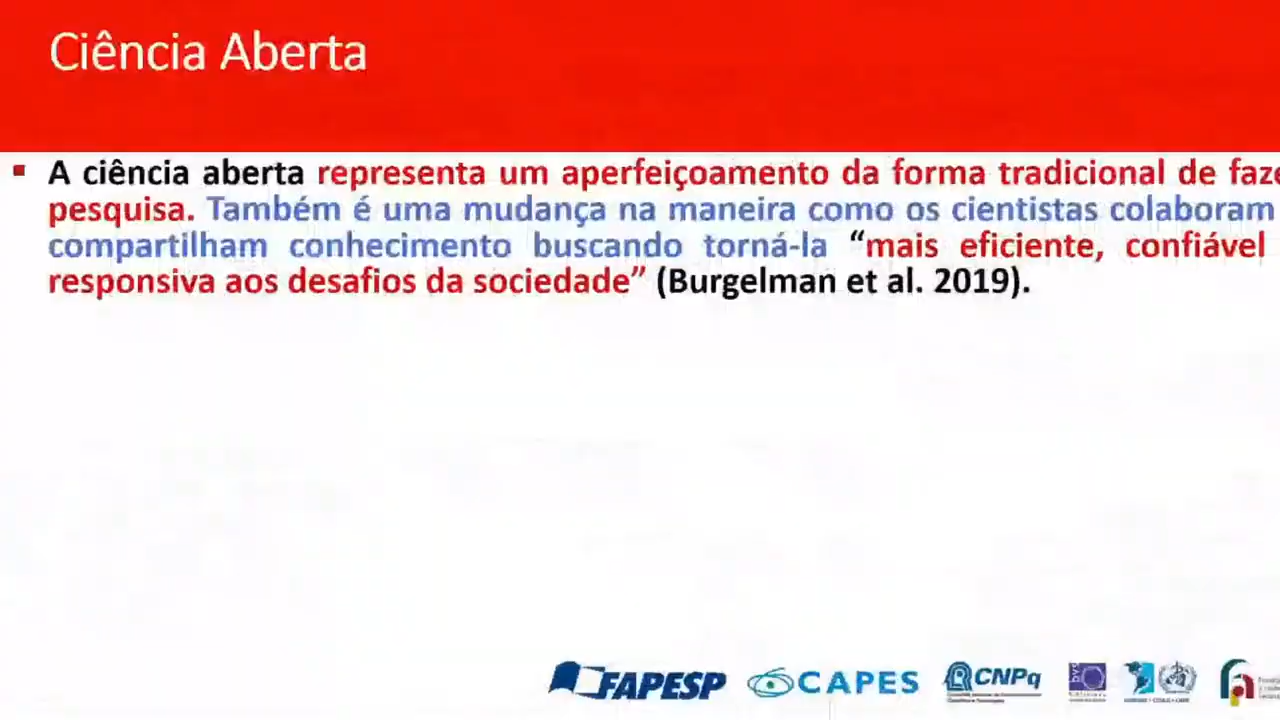 Ciência Aberta
▪ A ciência aberta representa um aperfeiçoamento da forma tradicional de faze
pesquisa. Também é uma mudança na maneira como os cientistas colaboram
compartilham conhecimento buscando torná-la “mais eficiente, confiável
responsiva aos desafios da sociedade” (Burgelman et al. 2019).
FAPESP CAPES CNPq bvs